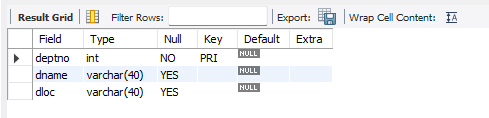 Result Grid Filter Rows: Export: Wrap Cell Content: IA
Field Type Null Key Default Extra
deptno int NO PRI NULL
dname varchar(40) YES NULL
dloc varchar(40) YES NULL